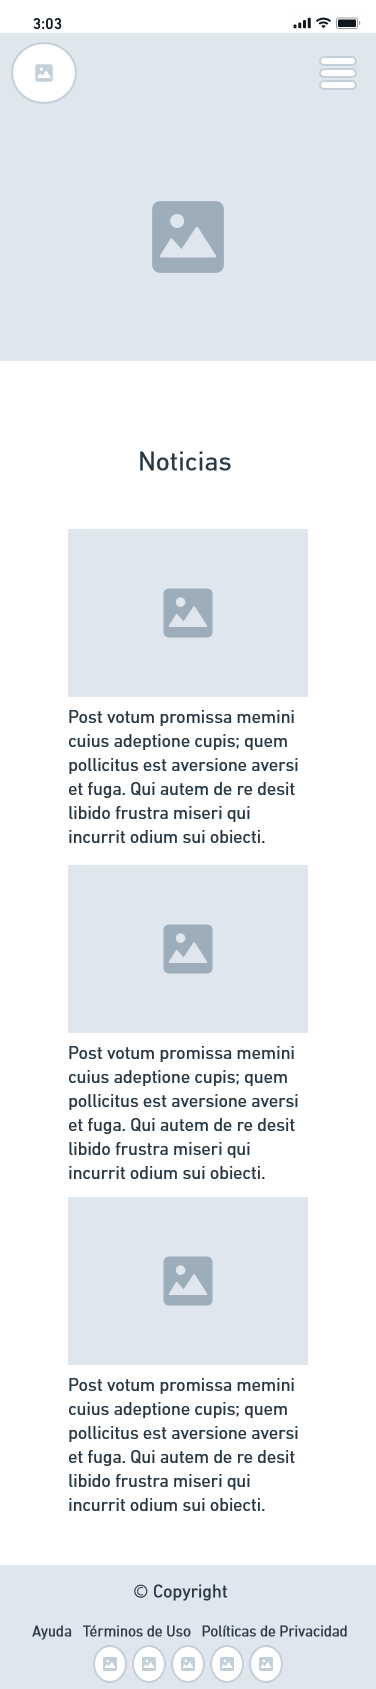 3:03
Noticias
Post votum promissa memini
cuius adeptione cupis; quem
pollicitus est aversione aversi
et fuga. Qui autem de re desit
libido frustra miseri qui
incurrit odium sui obiecti.
Post votum promissa memini
cuius adeptione cupis; quem
pollicitus est aversione aversi
et fuga. Qui autem de re desit
libido frustra miseri qui
incurrit odium sui obiecti.
Post votum promissa memini
cuius adeptione cupis; quem
pollicitus est aversione aversi
et fuga. Qui autem de re desit
libido frustra miseri qui
incurrit odium sui obiecti.
© Copyright
Ayuda Términos de Uso Políticas de Privacidad